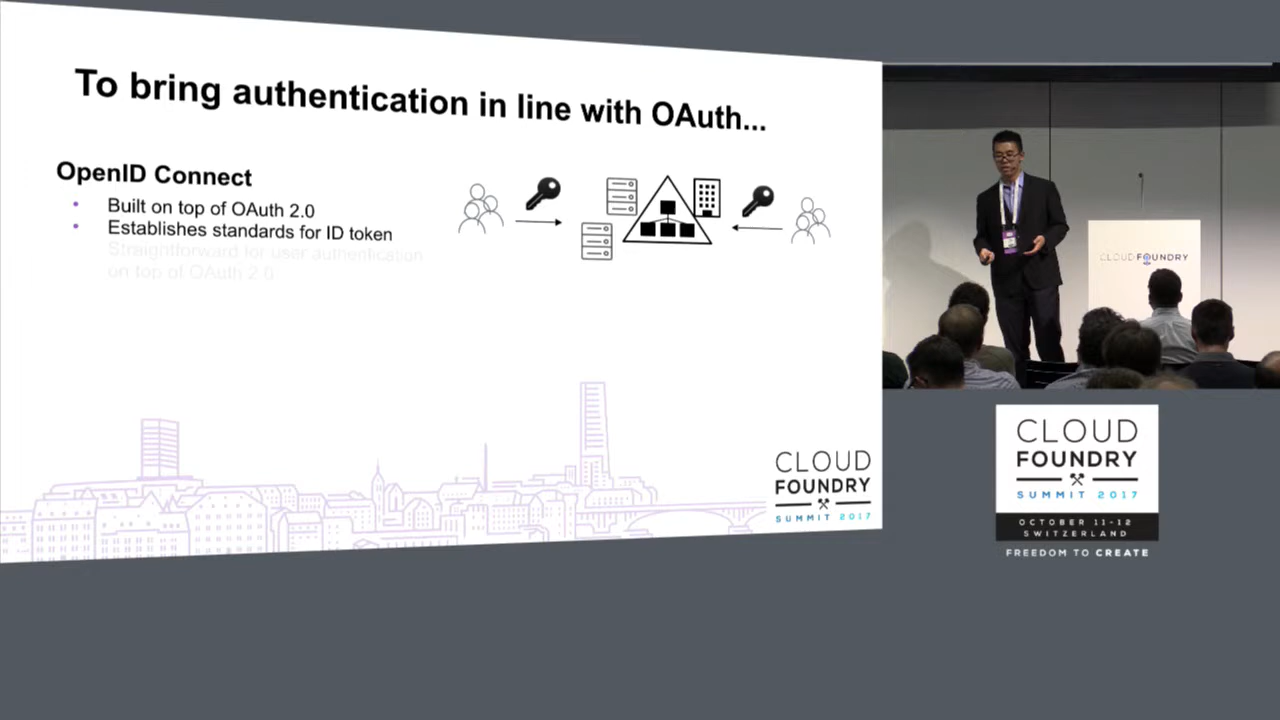 To bring authentication in line with OAuth...
OpenID Connect
• Built on top of OAuth 2.0
• Establishes standards for ID token
Straightforward for user authentication
on top of OAuth 2.0
CLOUD
FOUNDRY
SUMMIT 2017
CLOUD FOUNDRY
CLOUD
FOUNDRY
SUMMIT 2017
OCTOBER 11-12
SWITZERLAND
FREEDOM TO CREATE